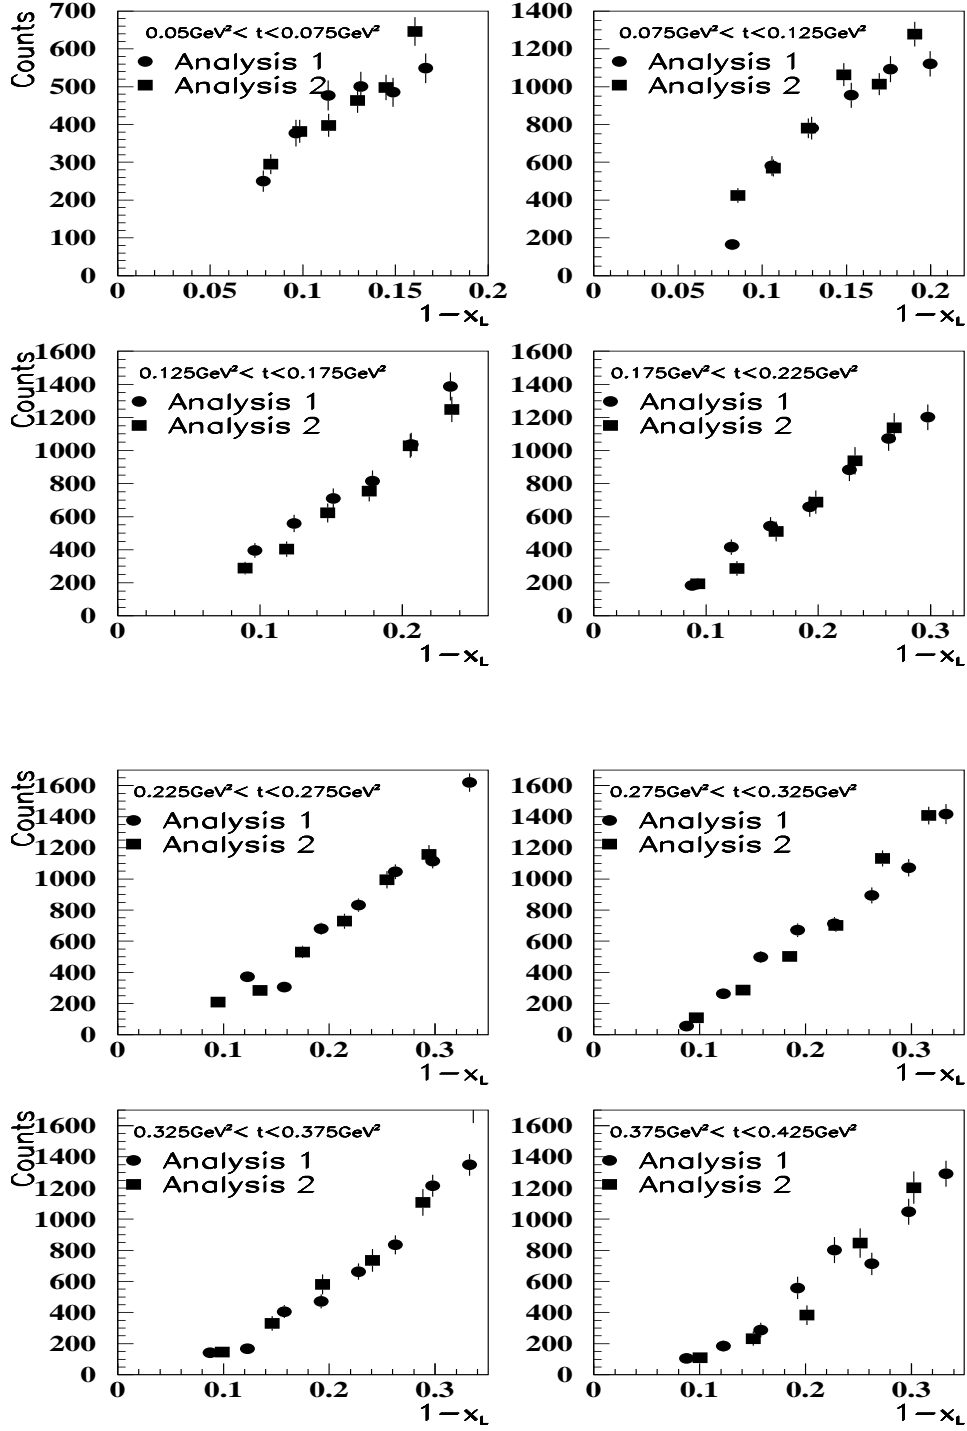 Counts
700
600
500
400
300
200
100
0
0.05GeV²< t<0.075GeV²
Analysis 1
Analysis 2
0 0.05 0.1 0.15 0.2
1−xL
1400
1200
1000
800
600
400
200
0
0.075GeV²< t<0.125GeV²
Analysis 1
Analysis 2
0 0.05 0.1 0.15 0.2
1−xL
Counts
1600
1400
1200
1000
800
600
400
200
0
0.125GeV²< t<0.175GeV²
Analysis 1
Analysis 2
0 0.1 0.2
1−xL
1600
1400
1200
1000
800
600
400
200
0
0.175GeV²< t<0.225GeV²
Analysis 1
Analysis 2
0 0.1 0.2 0.3
1−xL
Counts
1600
1400
1200
1000
800
600
400
200
0
0.225GeV²< t<0.275GeV²
Analysis 1
Analysis 2
0 0.1 0.2 0.3
1−xL
1600
1400
1200
1000
800
600
400
200
0
0.275GeV²< t<0.325GeV²
Analysis 1
Analysis 2
0 0.1 0.2 0.3
1−xL
Counts
1600
1400
1200
1000
800
600
400
200
0
0.325GeV²< t<0.375GeV²
Analysis 1
Analysis 2
0 0.1 0.2 0.3
1−xL
1600
1400
1200
1000
800
600
400
200
0
0.375GeV²< t<0.425GeV²
Analysis 1
Analysis 2
0 0.1 0.2 0.3
1−xL